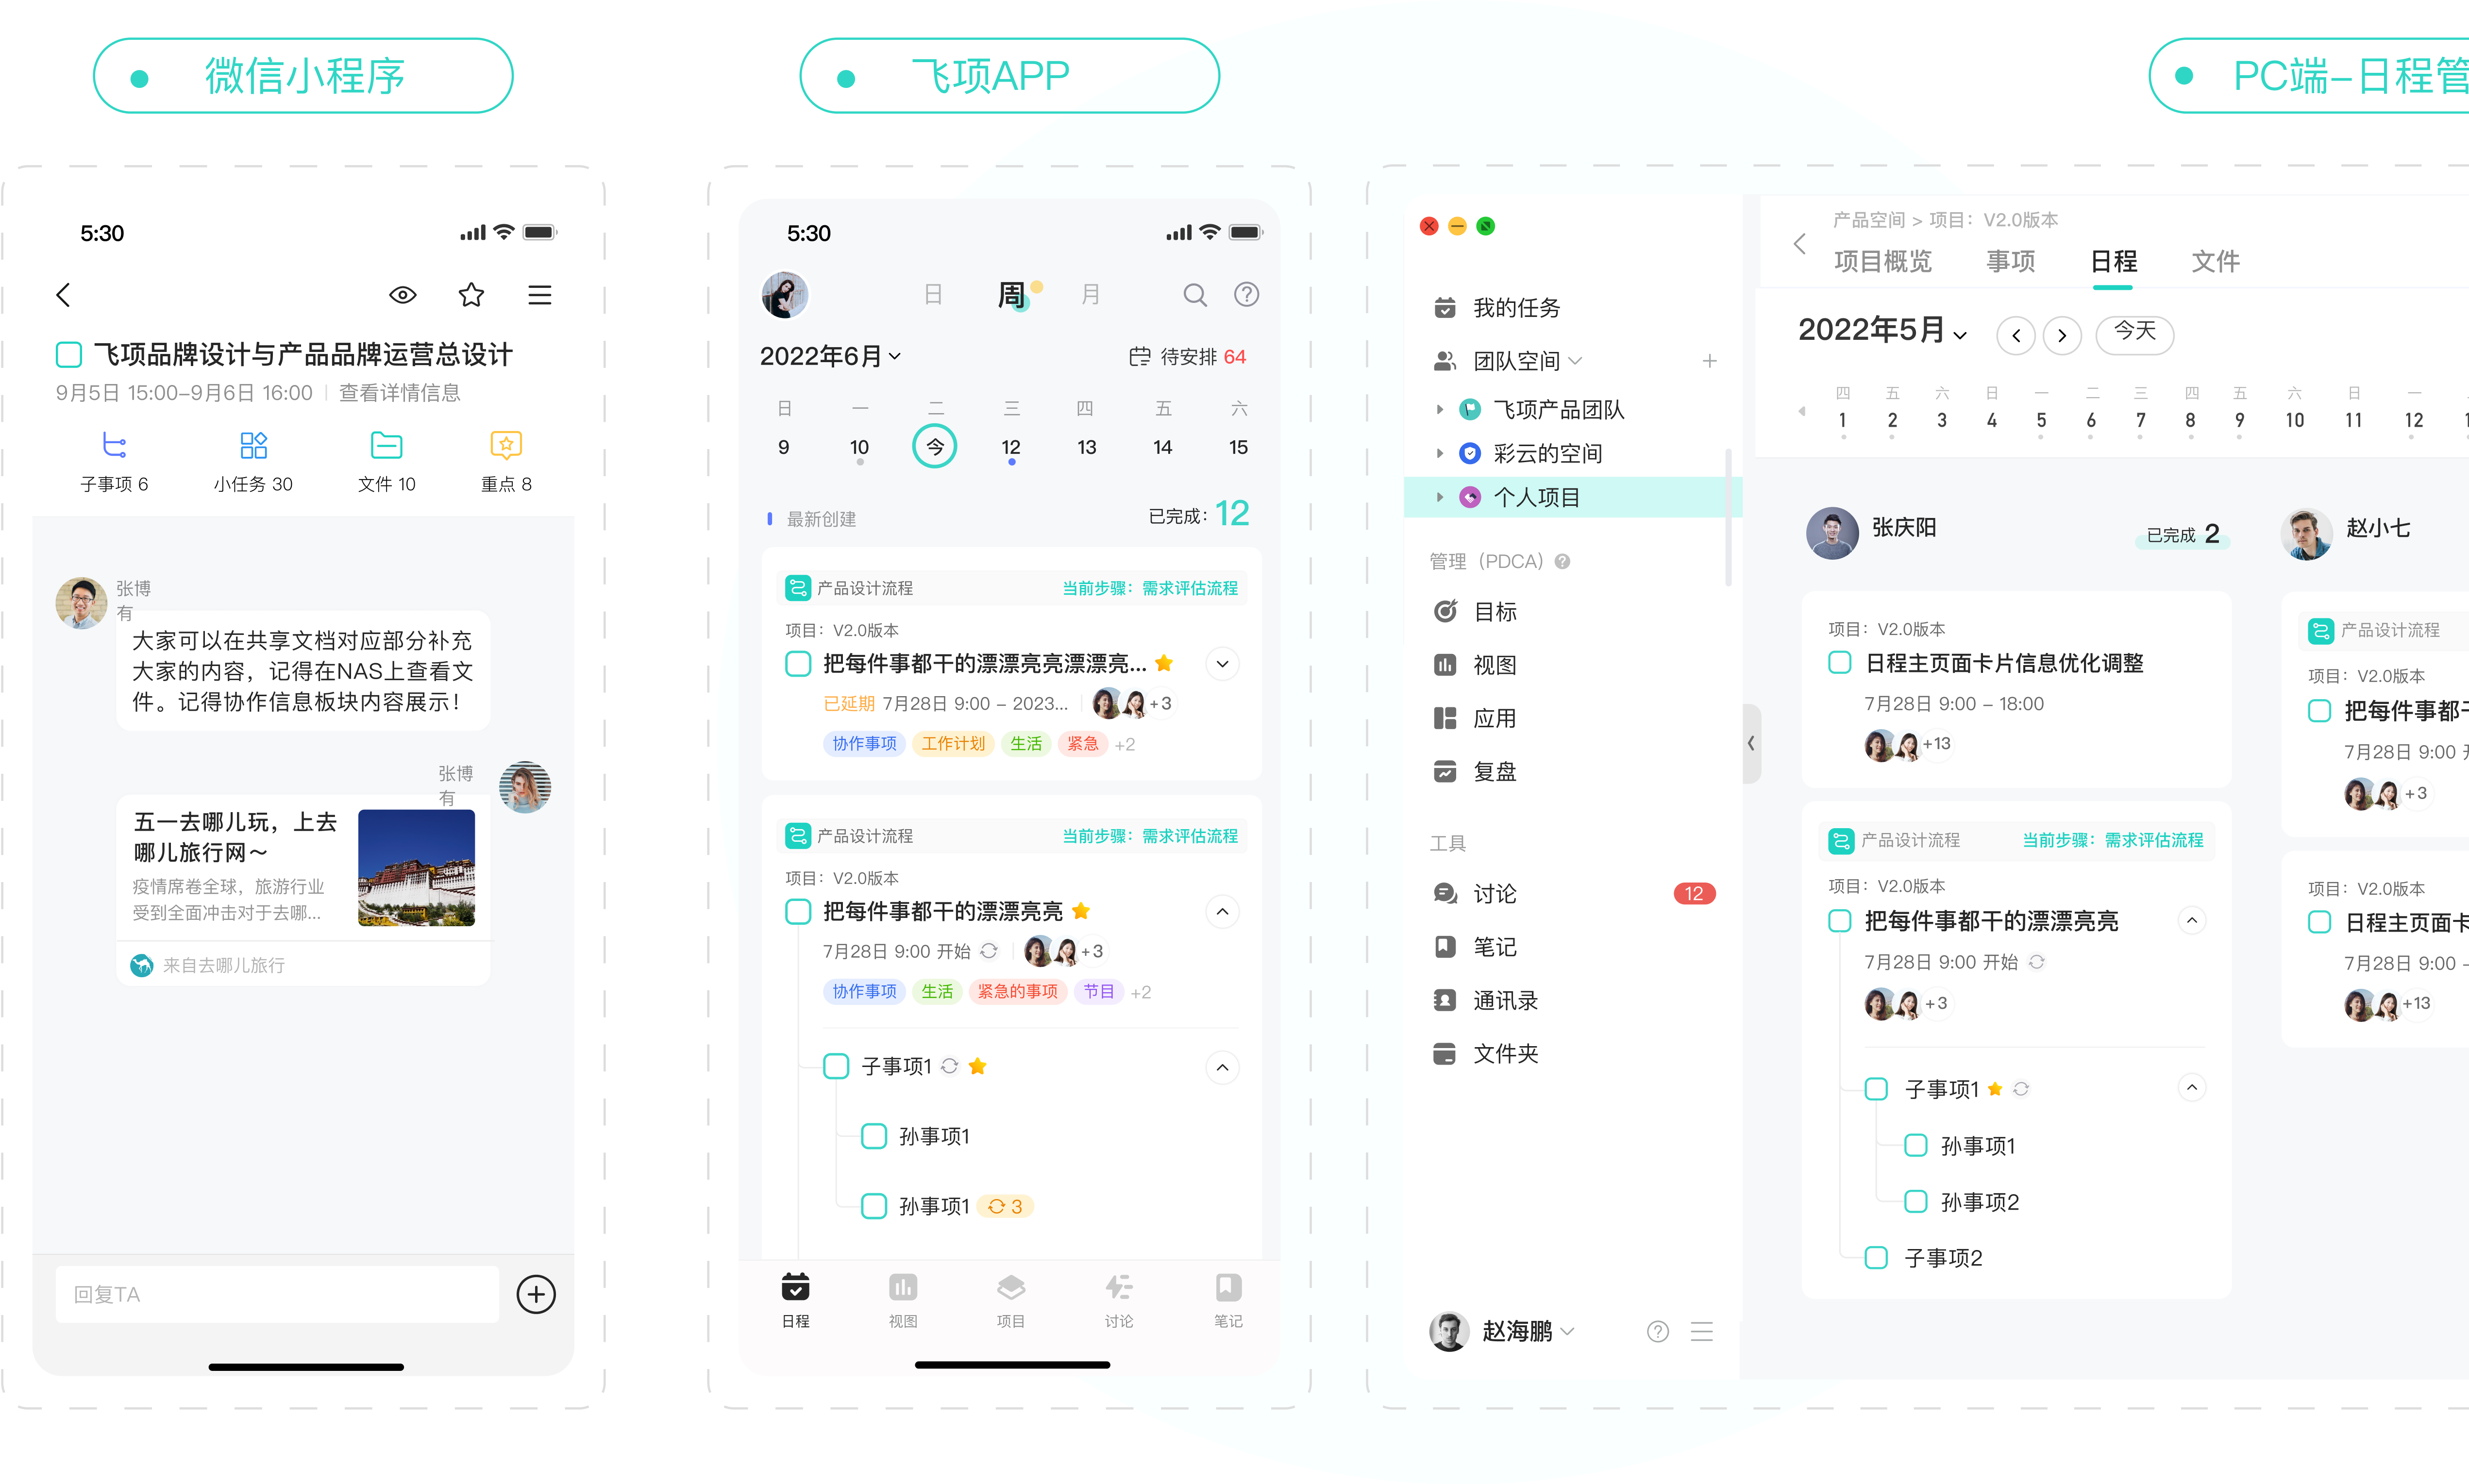 微信小程序
5:30
飞项品牌设计与产品品牌运营总设计
9月5日 15:00-9月6日 16:00 查看详情信息
子事项 6 小任务 30 文件 10 重点 8
张博
有
大家可以在共享文档对应部分补充
大家的内容，记得在NAS上查看文
件。记得协作信息板块内容展示！
张博
有
五一去哪儿玩，上去
哪儿旅行网～
疫情席卷全球，旅游行业
受到全面冲击对于去哪...
来自去哪儿旅行
回复TA
飞项APP
5:30
日 周 月
2022年6月 待安排 64
日 一 二 三 四 五 六
9 10 今 12 13 14 15
最新创建 已完成：12
产品设计流程 当前步骤：需求评估流程
项目：V2.0版本
把每件事都干的漂漂亮亮漂漂亮...
已延期 7月28日 9:00 – 2023... +3
协作事项 工作计划 生活 紧急 +2
产品设计流程 当前步骤：需求评估流程
项目：V2.0版本
把每件事都干的漂漂亮亮
7月28日 9:00 开始 +3
协作事项 生活 紧急的事项 节目 +2
子事项1
孙事项1
孙事项1 3
日程 视图 项目 讨论 笔记
PC端-日程管
我的任务
团队空间
飞项产品团队
彩云的空间
个人项目
管理（PDCA）
目标
视图
应用
复盘
工具
讨论 12
笔记
通讯录
文件夹
赵海鹏
产品空间 > 项目：V2.0版本
项目概览 事项 日程 文件
2022年5月 今天
四 五 六 日 一 二 三 四 五 六 日 一
1 2 3 4 5 6 7 8 9 10 11 12
张庆阳 已完成 2
项目：V2.0版本
日程主页面卡片信息优化调整
7月28日 9:00 – 18:00
+13
产品设计流程 当前步骤：需求评估流程
项目：V2.0版本
把每件事都干的漂漂亮亮
7月28日 9:00 开始
+3
子事项1
孙事项1
孙事项2
子事项2
赵小七
产品设计流程
项目：V2.0版本
把每件事都干
7月28日 9:00
+3
项目：V2.0版本
日程主页面卡
7月28日 9:00 –
+13